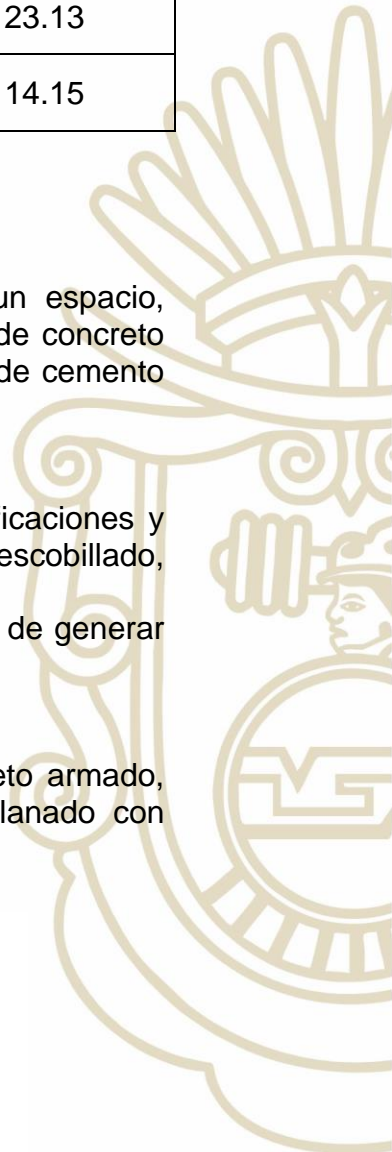 23.13
14.15
un espacio,
de concreto
de cemento
icaciones y
escobillado,
de generar
eto armado,
lanado con